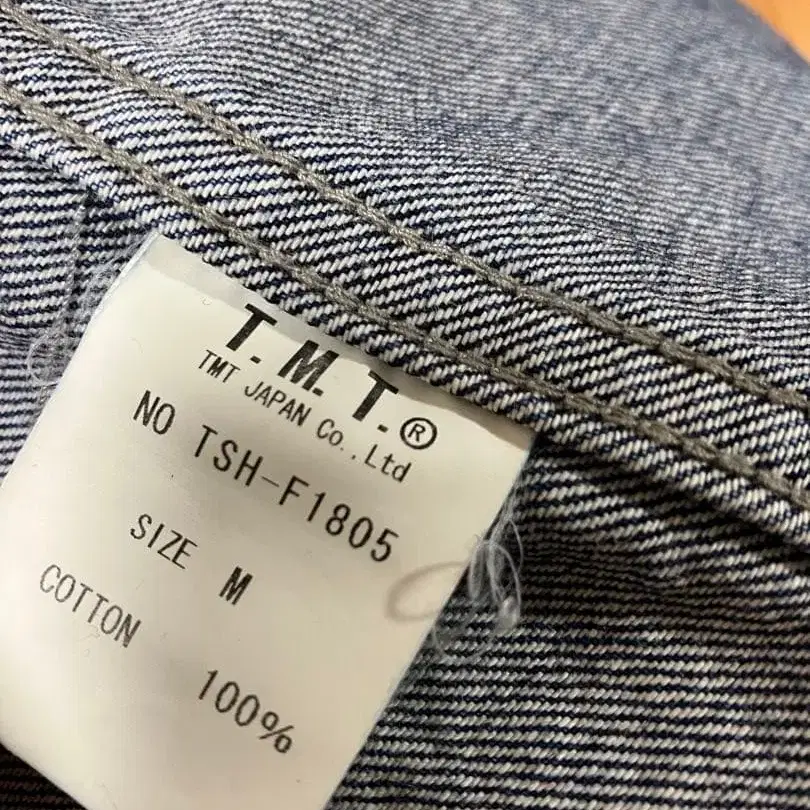 T.M.T.®
TMT JAPAN Co.,Ltd
NO TSH-F1805
SIZE M
COTTON 100%